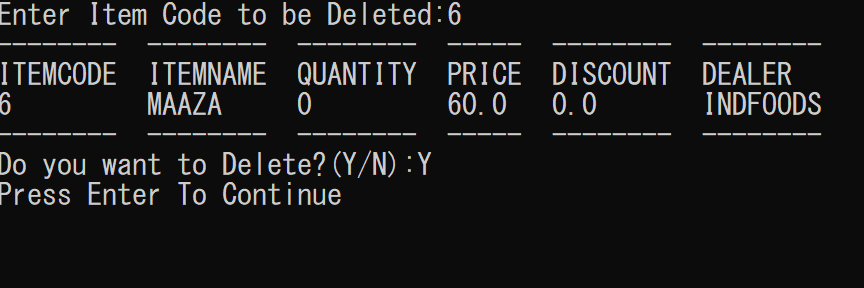 Enter Item Code to be Deleted:6
--------  --------  --------  -----  --------  --------
ITEMCODE  ITEMNAME  QUANTITY  PRICE  DISCOUNT  DEALER
6         MAAZA     0         60.0   0.0       INDFOODS
--------  --------  --------  -----  --------  --------
Do you want to Delete?(Y/N):Y
Press Enter To Continue